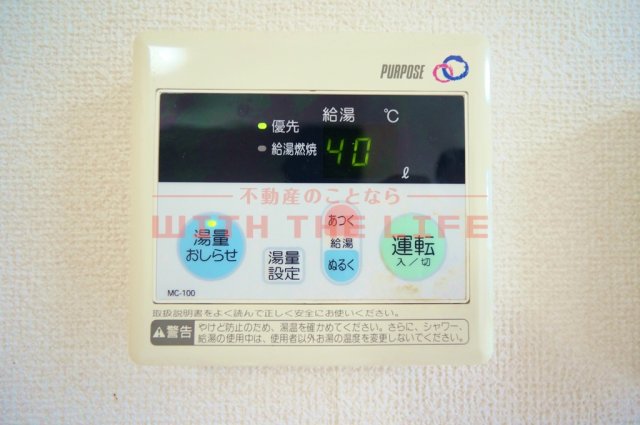 PURPOSE
給湯 ℃
優先
給湯燃焼 40
ℓ
不動産のことなら
WITH THE LIFE
湯量
おしらせ
湯量
設定
あつく
給湯
ぬるく
運転
入/切
MC-100
取扱説明書をよく読んで正しく安全にお使いください。
警告
やけど防止のため、湯温を確かめてください。さらに、シャワー、
給湯の使用中は、使用者以外お湯の温度を変更しないでください。